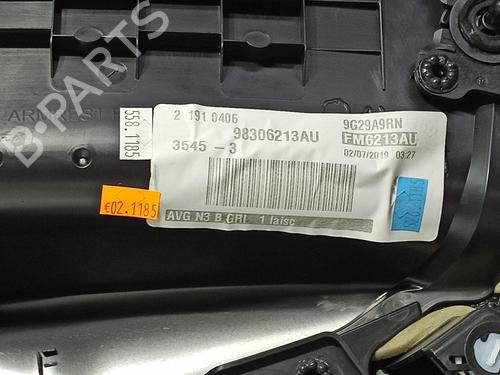 B-PARTS
ARMREST
558.1185
2 191 0406
98306213AU
3545 - 3
9G29A9RN
FM6213AU
02/07/2019 03:27
AVG N3 B GRI 1 laisc
€02.1185